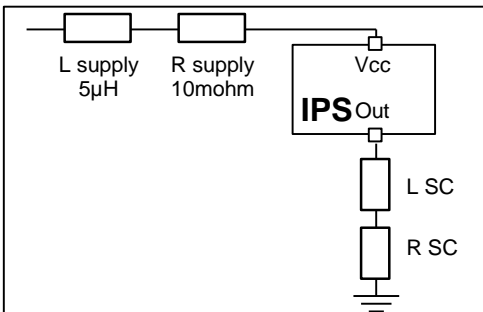 L supply
5µH
R supply
10mohm
Vcc
IPS Out
L SC
R SC